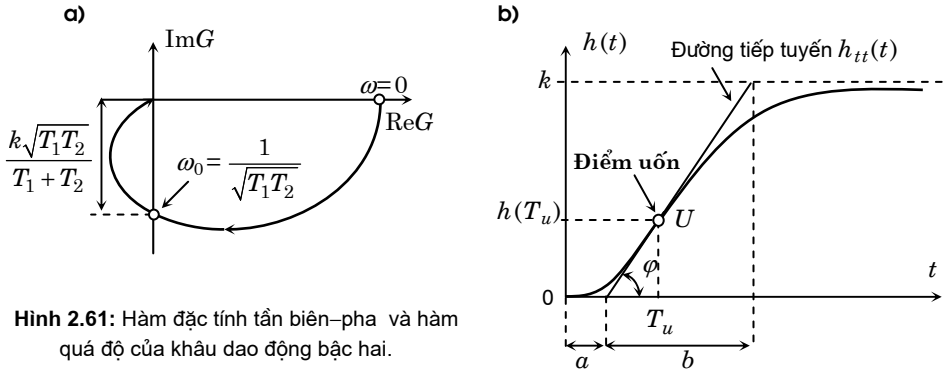 a)
ImG
ω=0
ReG
k√T₁T₂ / T₁ + T₂
ω₀ = 1 / √T₁T₂
Hình 2.61: Hàm đặc tính tần biên–pha và hàm
quá độ của khâu dao động bậc hai.
b)
h(t)
Đường tiếp tuyến hₜₜ(t)
k
Điểm uốn
h(Tᵤ)
U
φ
t
0
Tᵤ
a
b